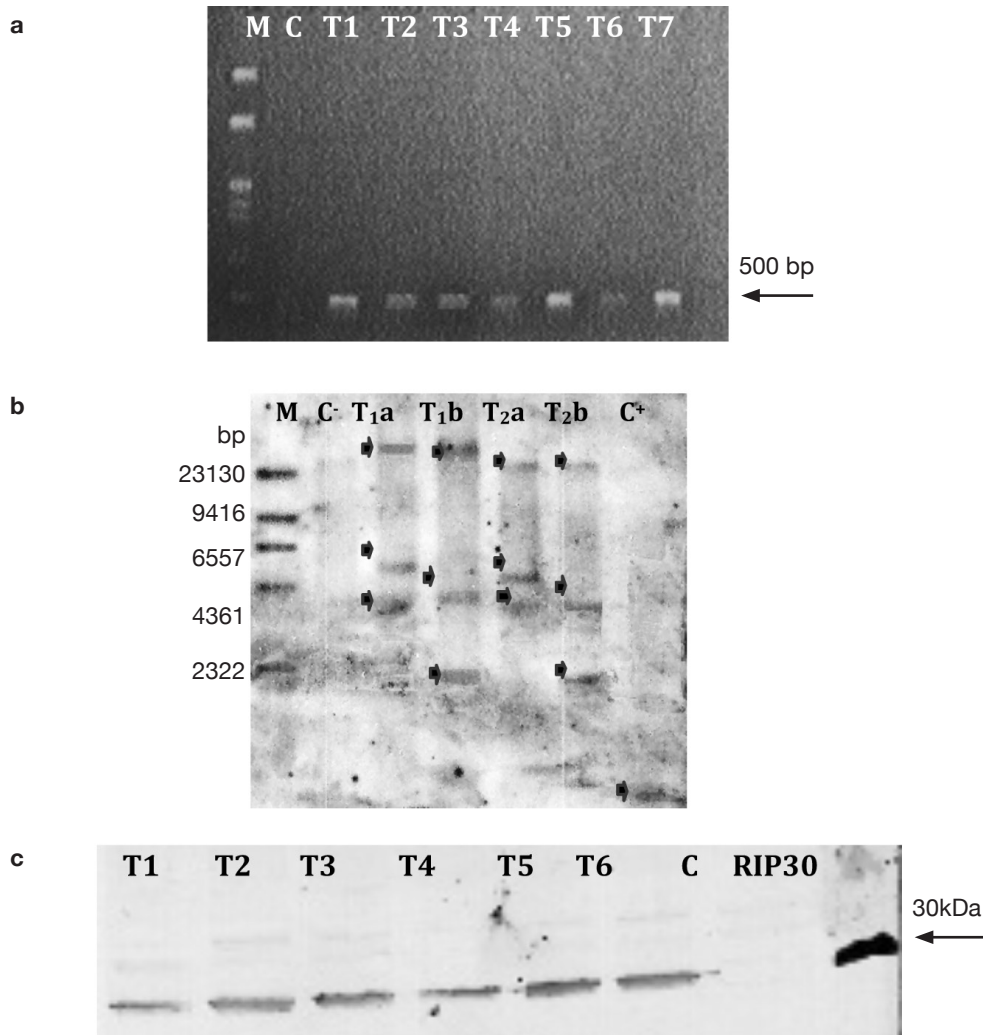 a
M C T1 T2 T3 T4 T5 T6 T7
500 bp
b
M C- T1a T1b T2a T2b C+
bp
23130
9416
6557
4361
2322
c
T1 T2 T3 T4 T5 T6 C RIP30
30kDa